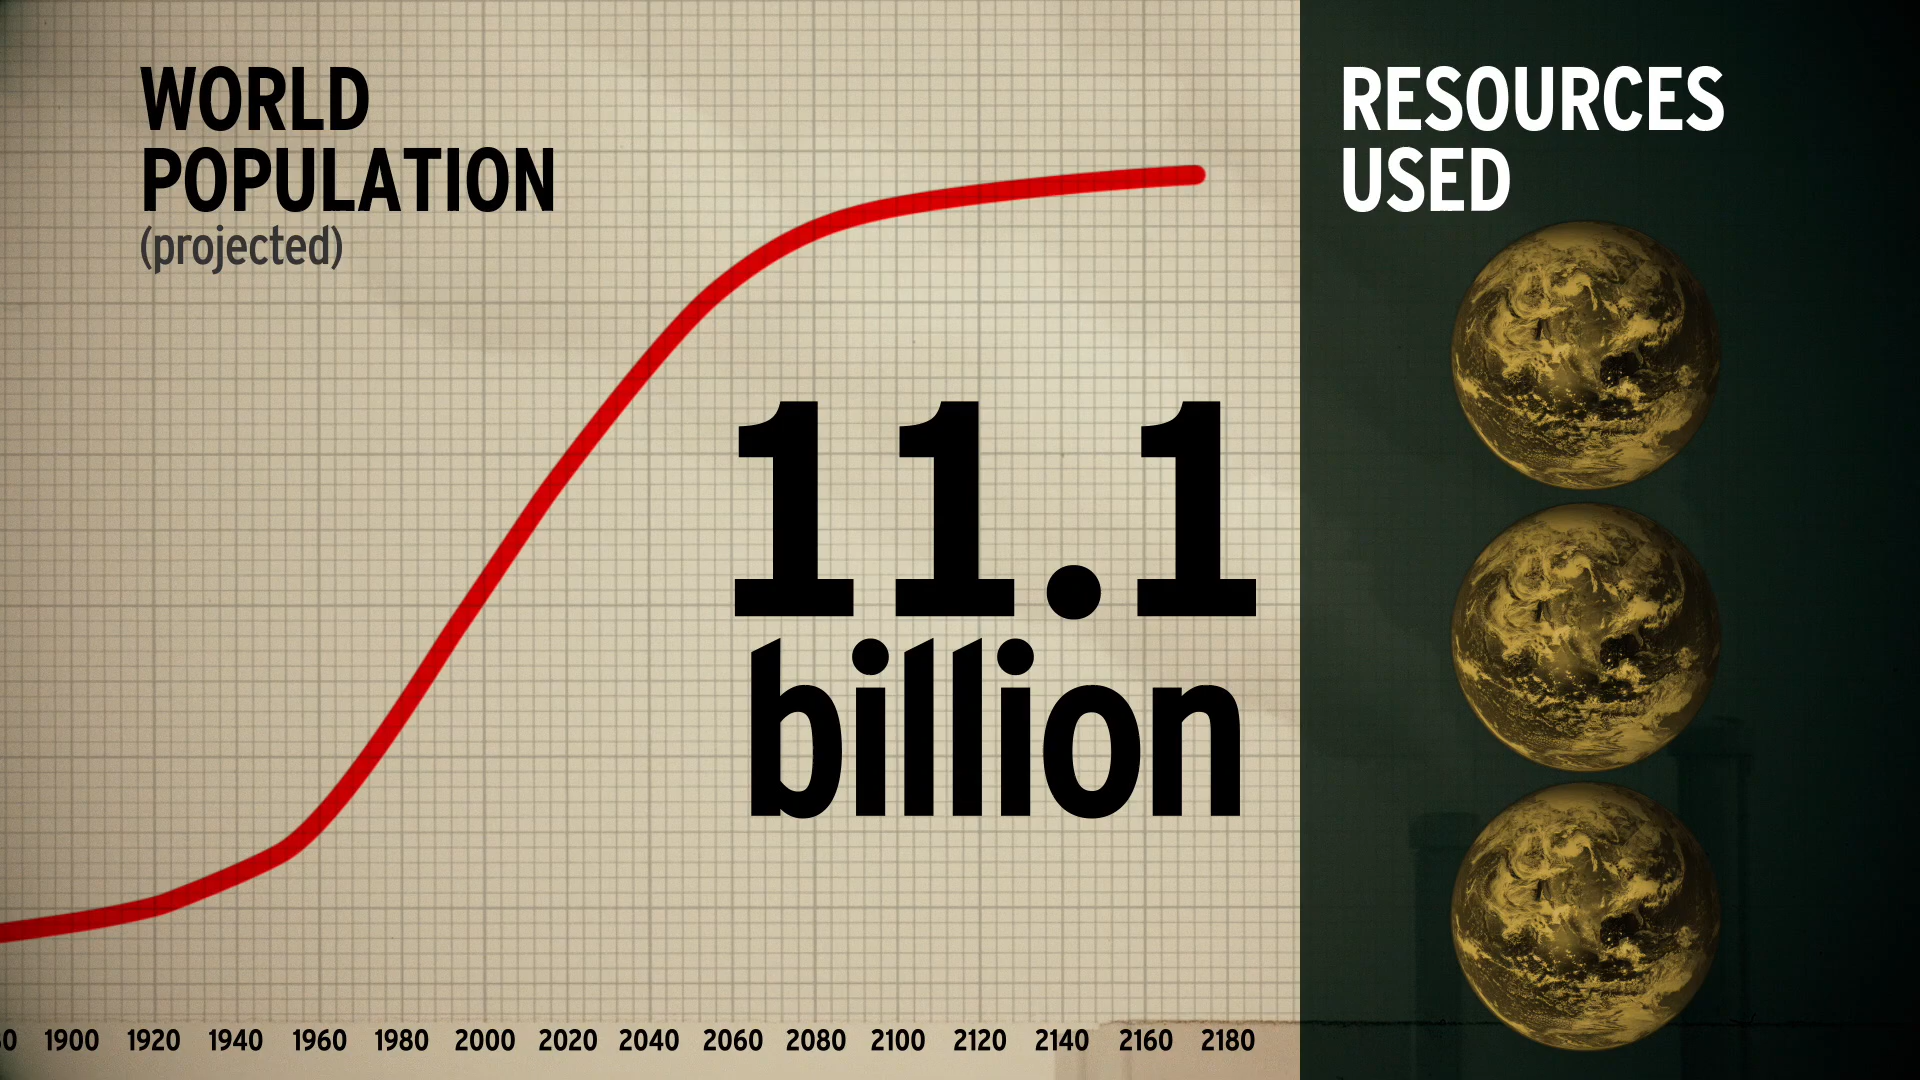 WORLD
POPULATION
(projected)
11.1
billion
1900 1920 1940 1960 1980 2000 2020 2040 2060 2080 2100 2120 2140 2160 2180
RESOURCES
USED